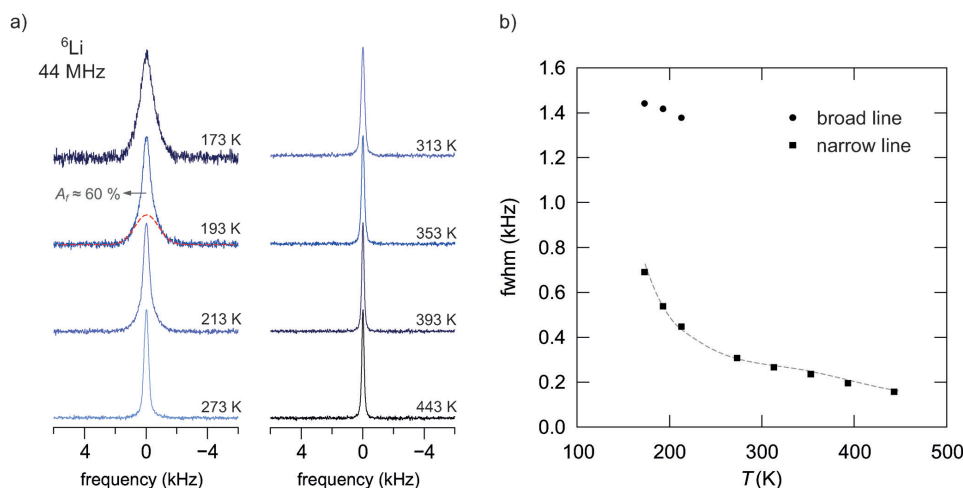 a)
⁶Li
44 MHz
173 K
A_f ≈ 60 %
193 K
213 K
273 K
4 0 −4
frequency (kHz)
313 K
353 K
393 K
443 K
4 0 −4
frequency (kHz)
b)
1.6
1.4
1.2
1.0
0.8
0.6
0.4
0.2
0.0
fwhm (kHz)
broad line
narrow line
100 200 300 400 500
T (K)